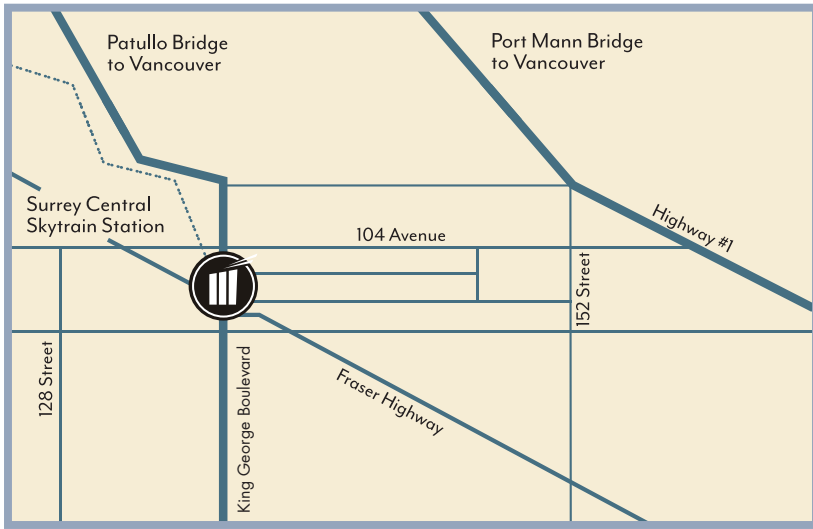 Patullo Bridge
to Vancouver
Port Mann Bridge
to Vancouver
Surrey Central
Skytrain Station
104 Avenue
Highway #1
152 Street
128 Street
King George Boulevard
Fraser Highway